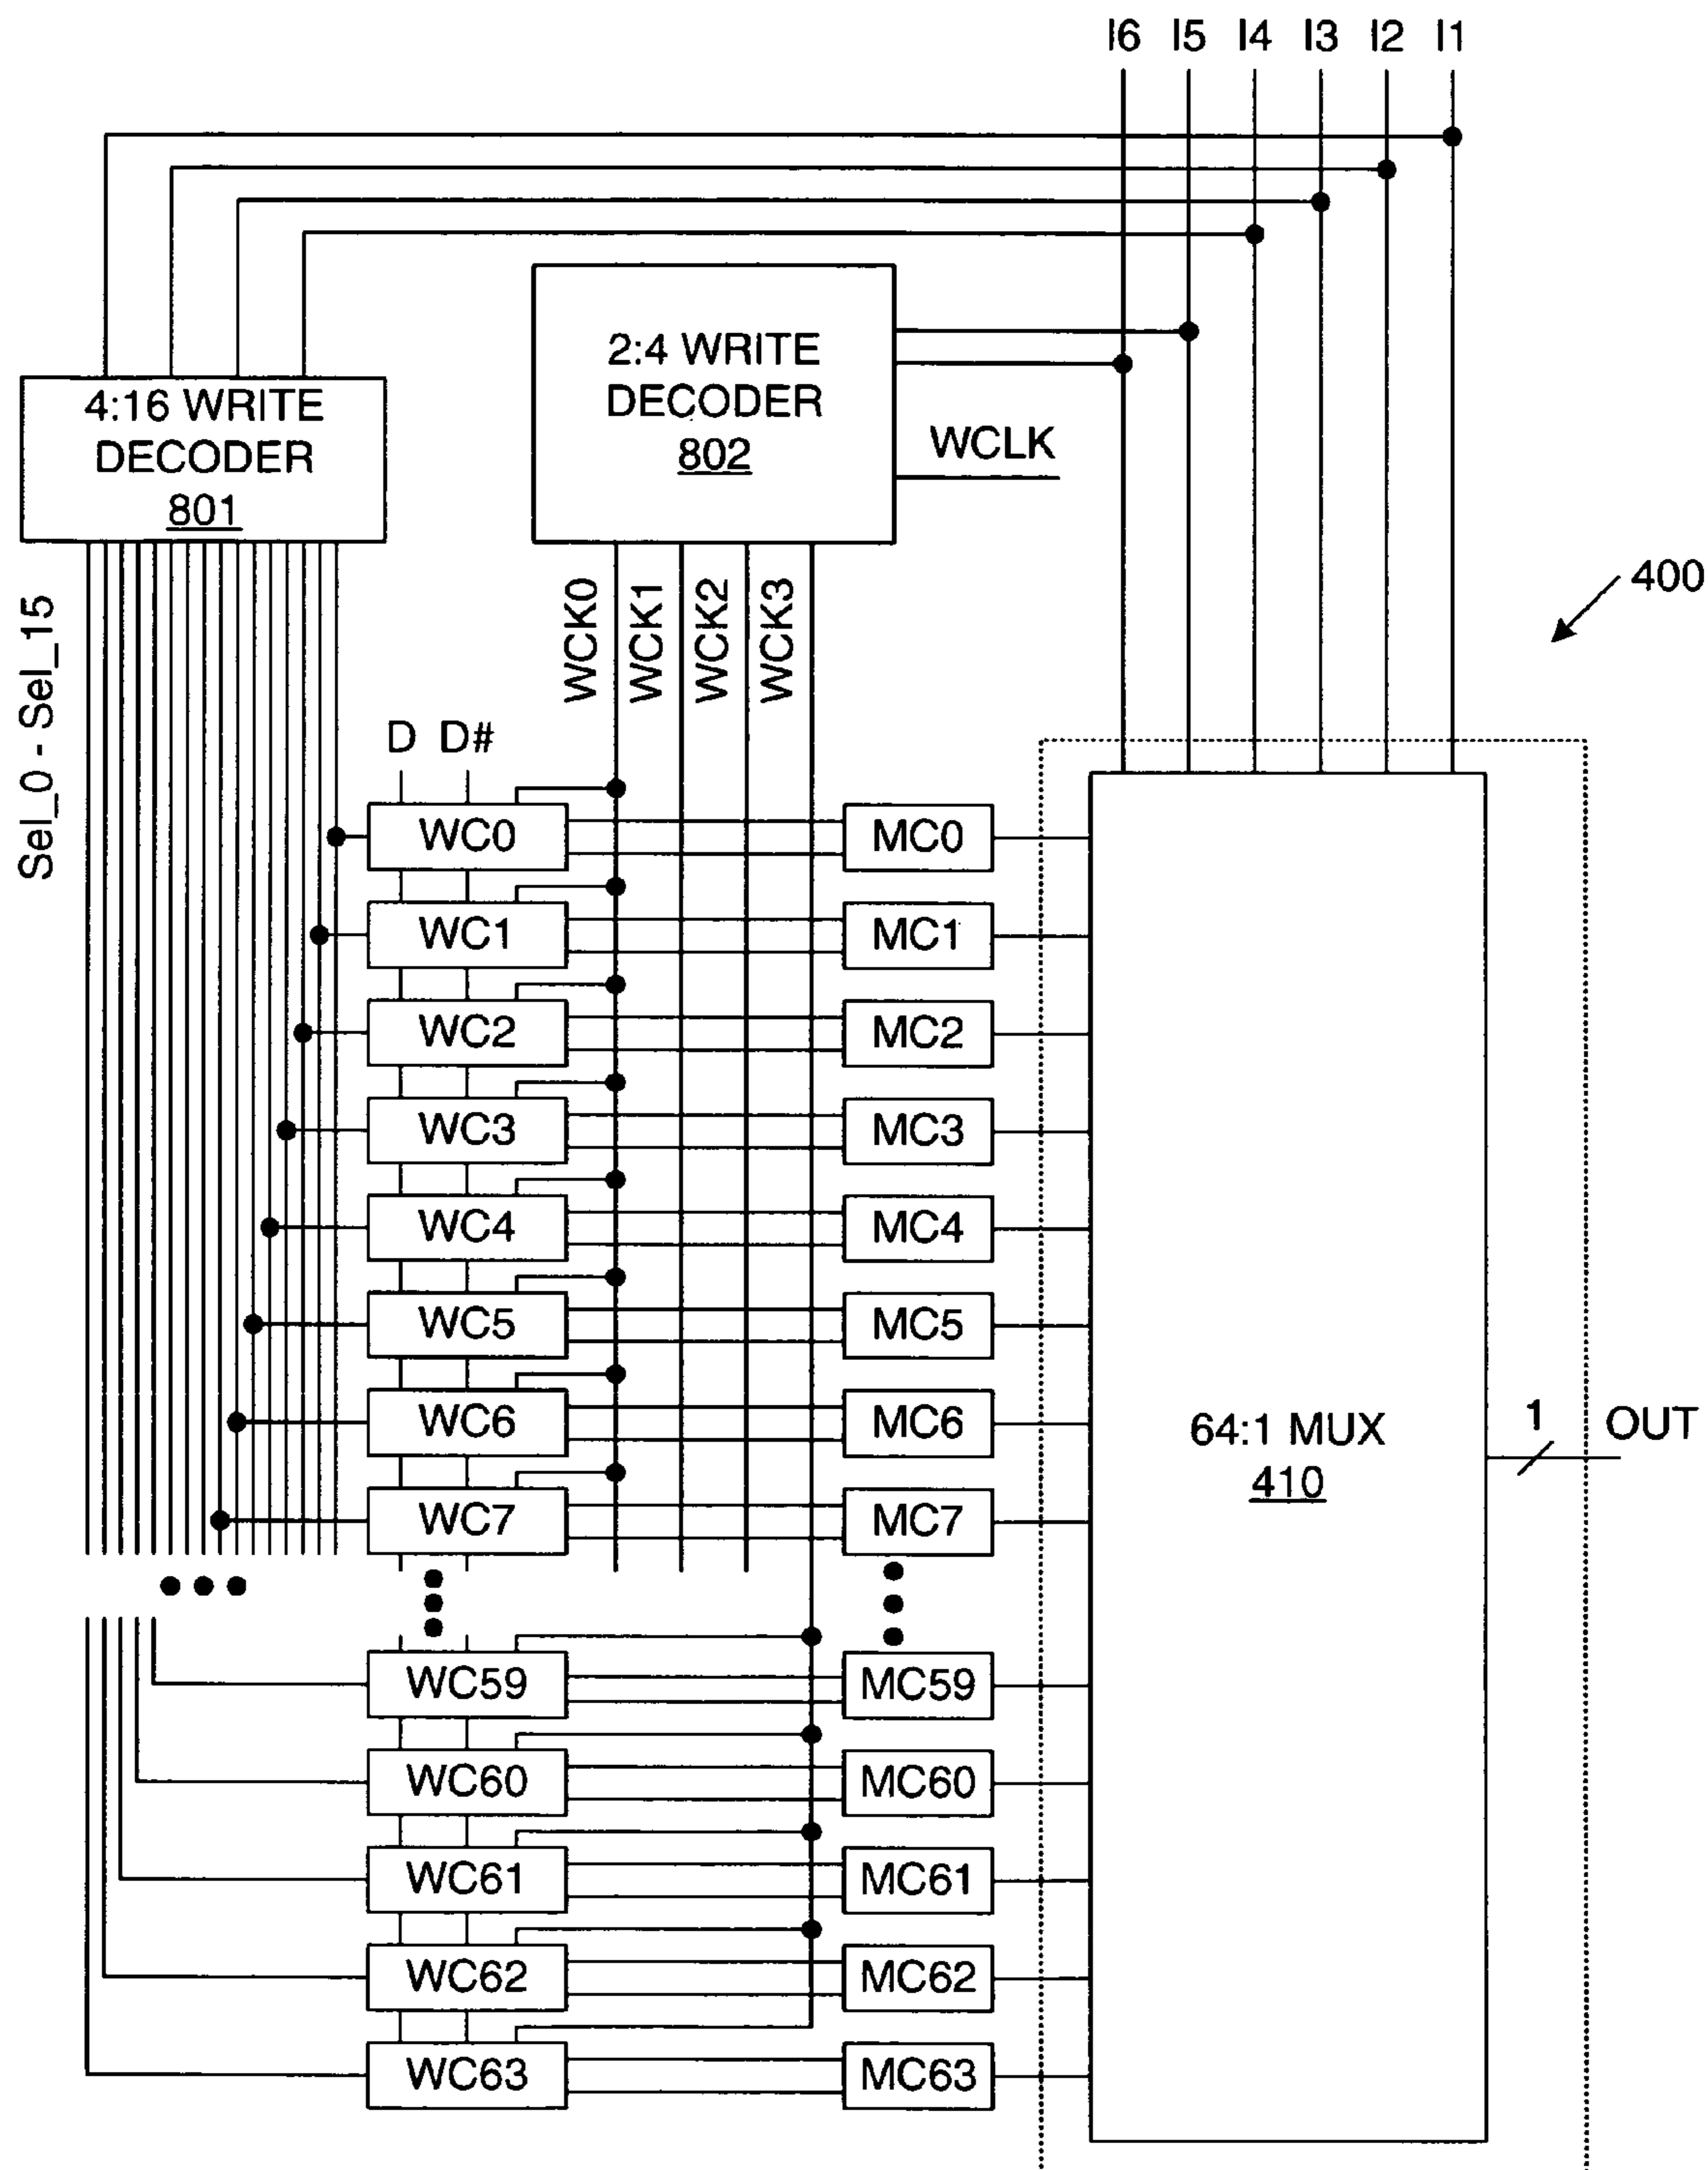 I6 I5 I4 I3 I2 I1
4:16 WRITE
DECODER
801
2:4 WRITE
DECODER
802
WCLK
400
Sel_0 - Sel_15
WCK0
WCK1
WCK2
WCK3
D D#
WC0 MC0
WC1 MC1
WC2 MC2
WC3 MC3
WC4 MC4
WC5 MC5
WC6 MC6
WC7 MC7
WC59 MC59
WC60 MC60
WC61 MC61
WC62 MC62
WC63 MC63
64:1 MUX
410
1 OUT